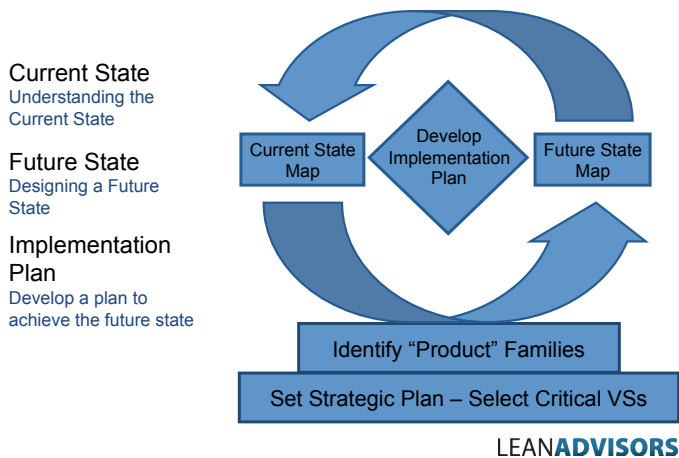 Current State
Understanding the
Current State
Future State
Designing a Future
State
Implementation
Plan
Develop a plan to
achieve the future state
Current State
Map
Develop
Implementation
Plan
Future State
Map
Identify “Product” Families
Set Strategic Plan – Select Critical VSs
LEANADVISORS